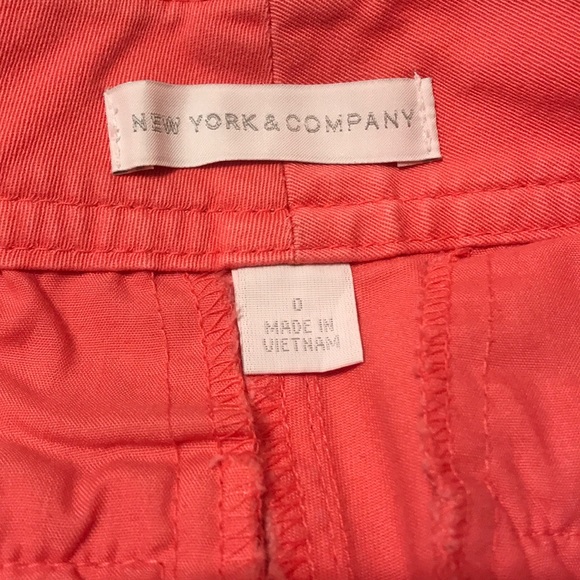 NEW YORK & COMPANY
0
MADE IN
VIETNAM